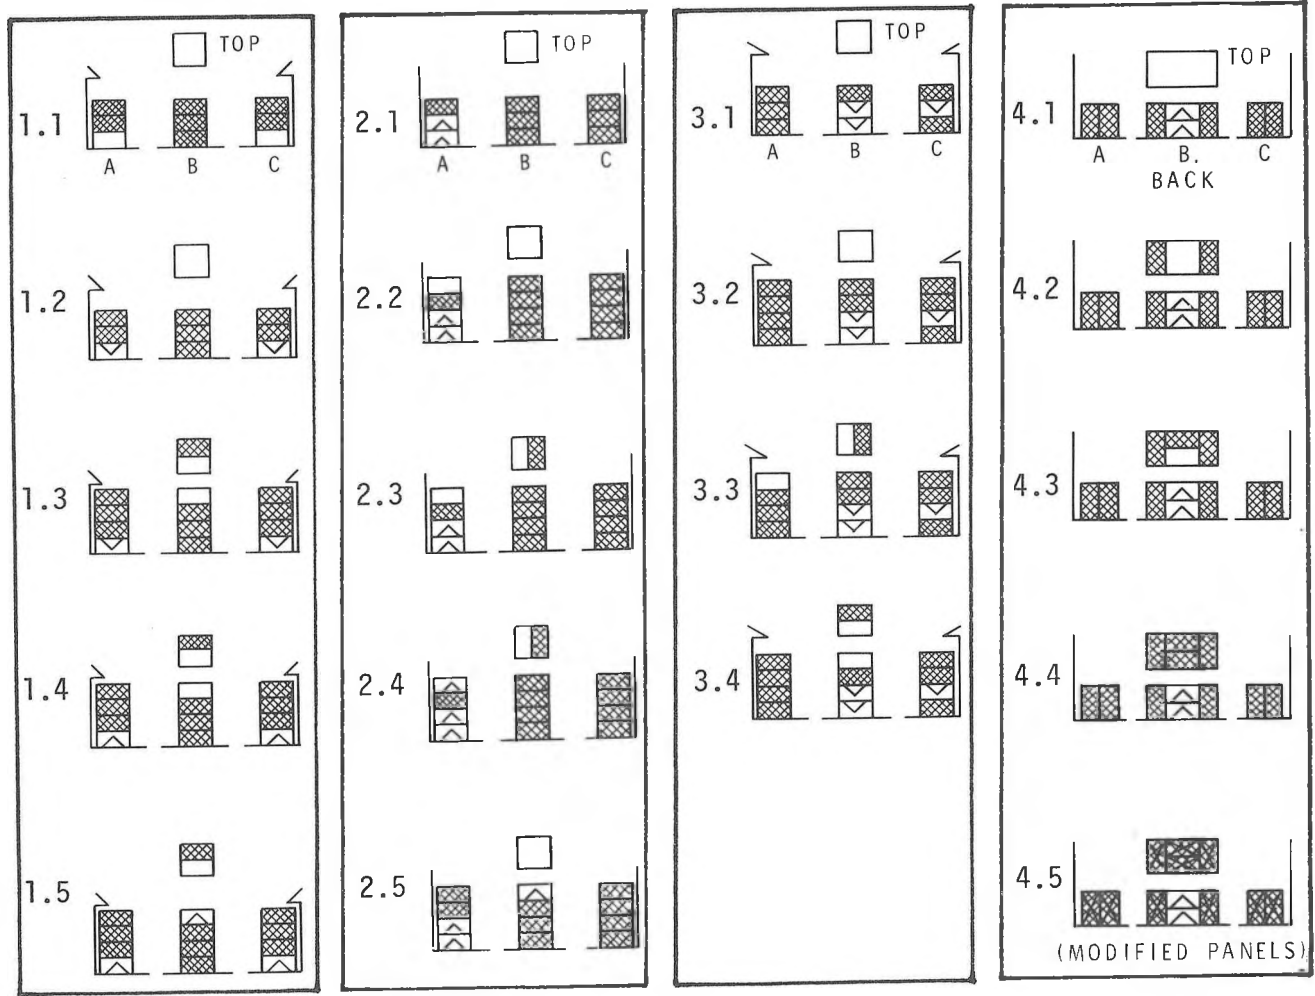 TOP
1.1
A B C
1.2
1.3
1.4
1.5
TOP
2.1
A B C
2.2
2.3
2.4
2.5
TOP
3.1
A B C
3.2
3.3
3.4
TOP
4.1
A B. C
BACK
4.2
4.3
4.4
4.5
(MODIFIED PANELS)